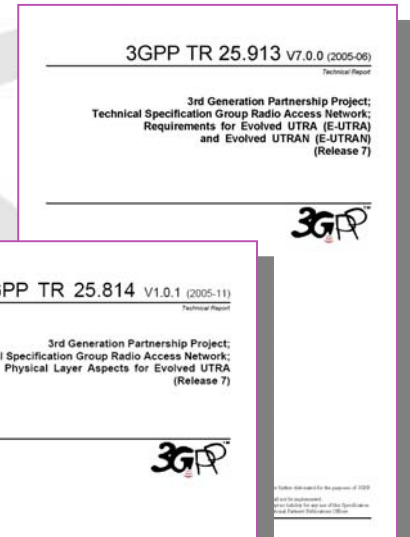 3GPP TR 25.913 V7.0.0 (2005-06)
Technical Report
3rd Generation Partnership Project;
Technical Specification Group Radio Access Network;
Requirements for Evolved UTRA (E-UTRA)
and Evolved UTRAN (E-UTRAN)
(Release 7)
3GPP
TM
PP TR 25.814 V1.0.1 (2005-11)
Technical Report
3rd Generation Partnership Project;
l Specification Group Radio Access Network;
Physical Layer Aspects for Evolved UTRA
(Release 7)
3GPP